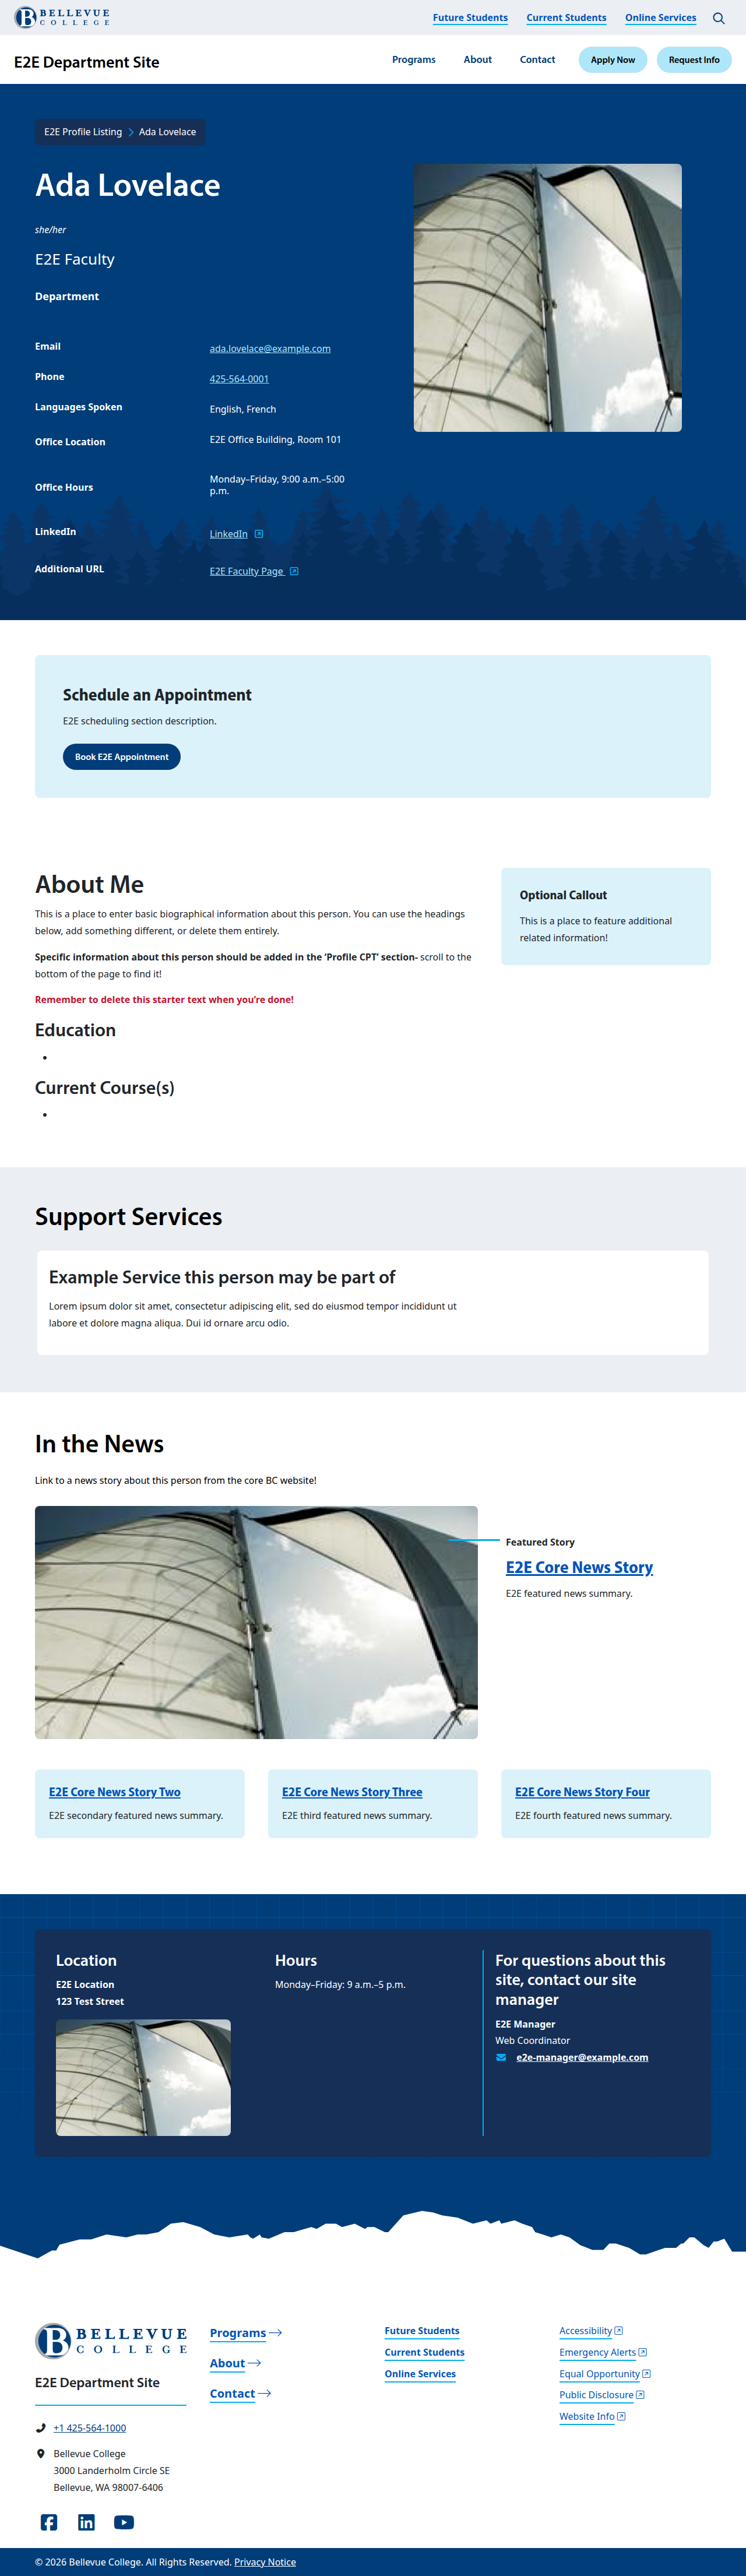 BELLEVUE
COLLEGE
Future Students
Current Students
Online Services
E2E Department Site
Programs
About
Contact
Apply Now
Request Info
E2E Profile Listing
Ada Lovelace
Ada Lovelace
she/her
E2E Faculty
Department
Email
ada.lovelace@example.com
Phone
425-564-0001
Languages Spoken
English, French
Office Location
E2E Office Building, Room 101
Office Hours
Monday–Friday, 9:00 a.m.–5:00
p.m.
LinkedIn
LinkedIn
Additional URL
E2E Faculty Page
Schedule an Appointment
E2E scheduling section description.
Book E2E Appointment
About Me
This is a place to enter basic biographical information about this person. You can use the headings
below, add something different, or delete them entirely.
Specific information about this person should be added in the ‘Profile CPT’ section- scroll to the
bottom of the page to find it!
Remember to delete this starter text when you’re done!
Education
Current Course(s)
Optional Callout
This is a place to feature additional
related information!
Support Services
Example Service this person may be part of
Lorem ipsum dolor sit amet, consectetur adipiscing elit, sed do eiusmod tempor incididunt ut
labore et dolore magna aliqua. Dui id ornare arcu odio.
In the News
Link to a news story about this person from the core BC website!
Featured Story
E2E Core News Story
E2E featured news summary.
E2E Core News Story Two
E2E secondary featured news summary.
E2E Core News Story Three
E2E third featured news summary.
E2E Core News Story Four
E2E fourth featured news summary.
Location
E2E Location
123 Test Street
Hours
Monday–Friday: 9 a.m.–5 p.m.
For questions about this
site, contact our site
manager
E2E Manager
Web Coordinator
e2e-manager@example.com
BELLEVUE
COLLEGE
E2E Department Site
+1 425-564-1000
Bellevue College
3000 Landerholm Circle SE
Bellevue, WA 98007-6406
Programs
About
Contact
Future Students
Current Students
Online Services
Accessibility
Emergency Alerts
Equal Opportunity
Public Disclosure
Website Info
© 2026 Bellevue College. All Rights Reserved. Privacy Notice